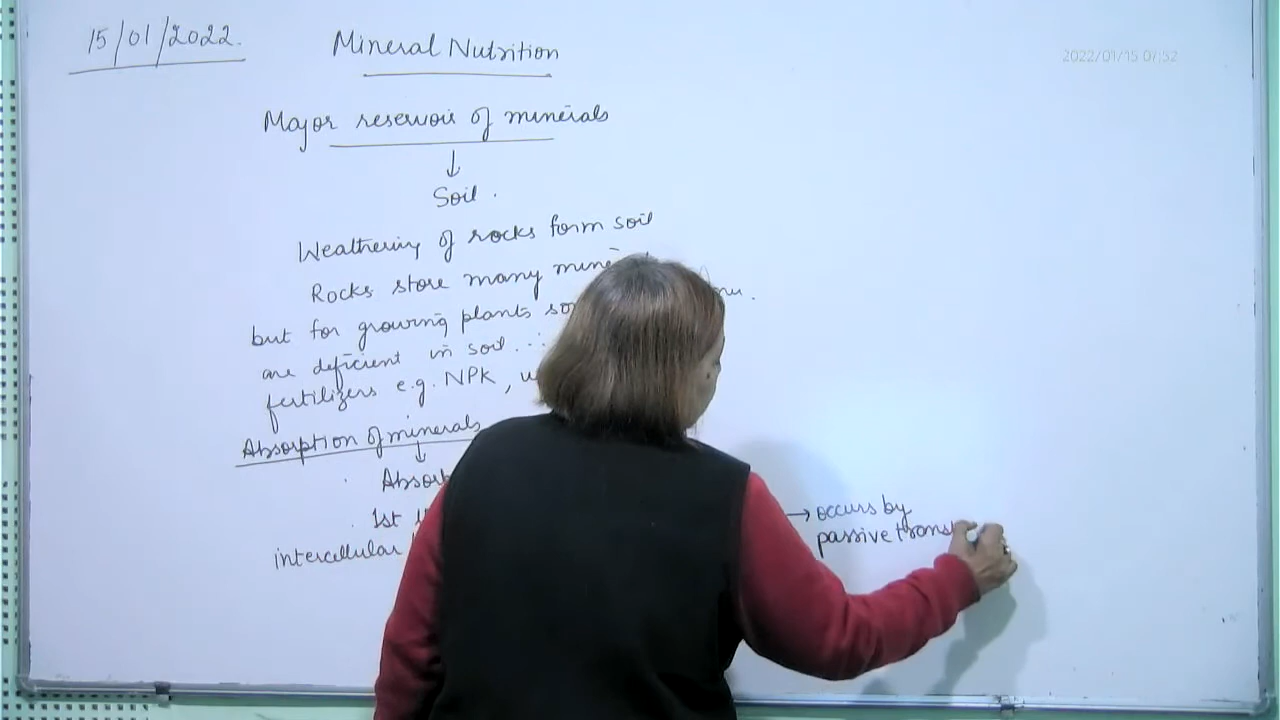 15/01/2022.
Mineral Nutrition
2022/01/15 07:52
Major reservoir of minerals
↓
Soil.
Weathering of rocks form soil
Rocks store many
but for growing plants
are deficient in soil. ∴
fertilizers e.g. NPK,
Absorption of minerals
↓
1st
intercellular
→ occurs by
passive